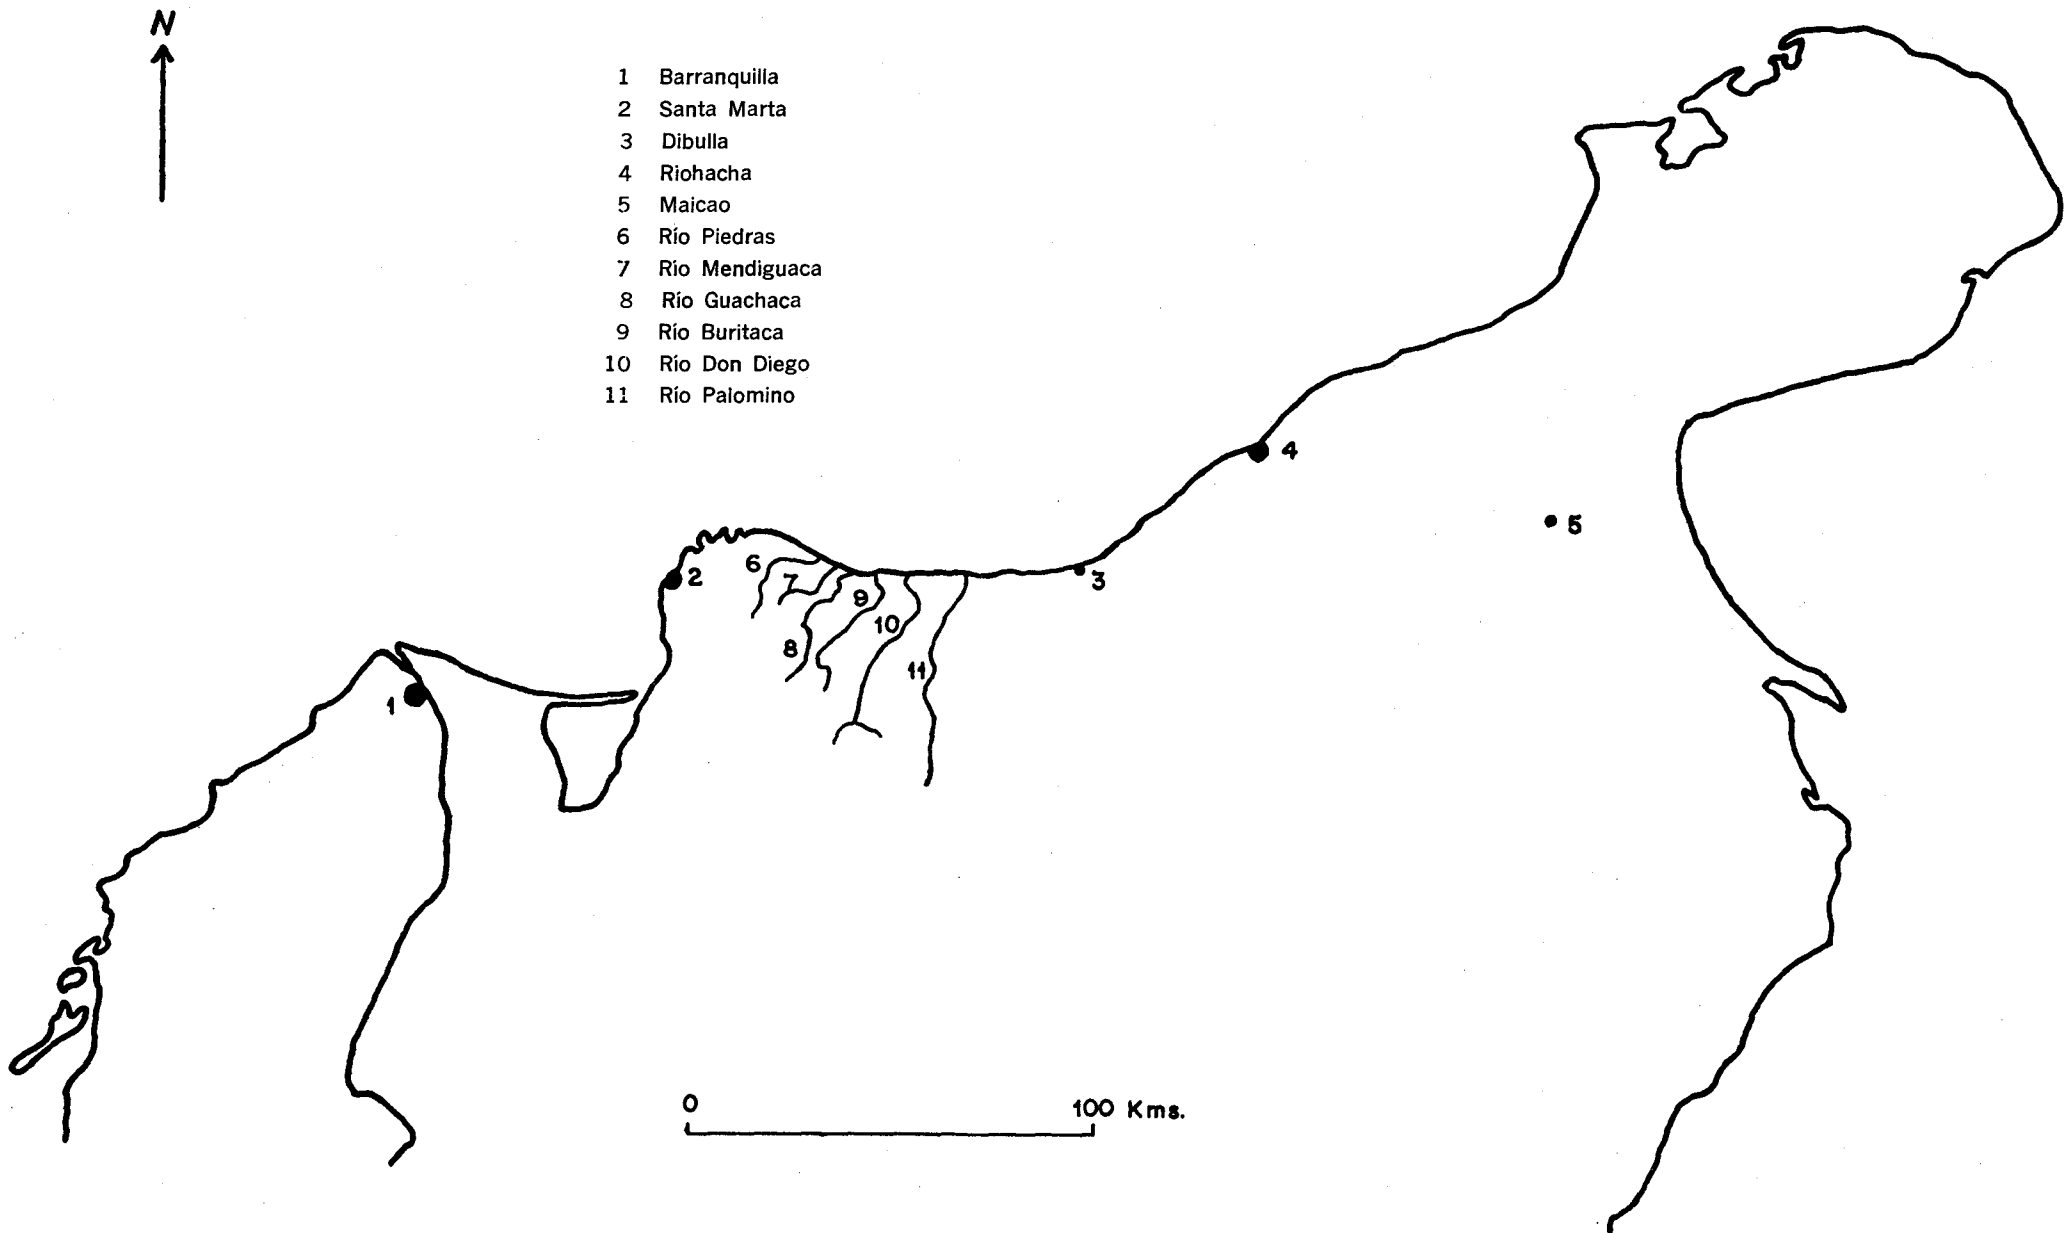 N
1 Barranquilla
2 Santa Marta
3 Dibulla
4 Riohacha
5 Maicao
6 Río Piedras
7 Río Mendiguaca
8 Río Guachaca
9 Río Buritaca
10 Río Don Diego
11 Río Palomino
4
5
6
2
7
3
9
10
8
11
1
0 100 Kms.